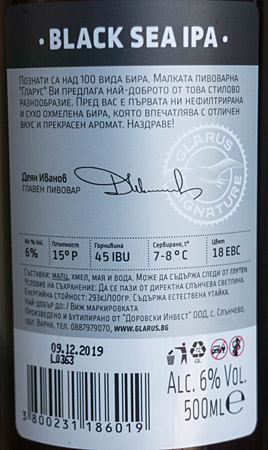 · BLACK SEA IPA ·
Познати са над 100 вида бира. Малката пивоварна
"Гларус" Ви предлага най-доброто от това стилово
разнообразие. Пред вас е първата ни нефилтрирана
и сухо охмелена бира, която впечатлява с отличен
вкус и прекрасен аромат. Наздраве!
GLARUS
SIGNATURE
Деян Иванов
ГЛАВЕН ПИВОВАР
Alc.% Vol. Плътност Горчивина Сервиране, t° Цвят
6% 15° P 45 IBU 7-8° C 18 EBC
Съставки: малц, хмел, мая и вода. Може да съдържа следи от глутен.
Условия на съхранение: Да се пази от директна слънчева светлина.
Енергийна стойност: 293kJ/100гр. Съдържа естествена утайка.
Най-добър до: / Виж маркировката
Произведено и бутилирано от "Доровски Инвест" ООД, с. Слънчево,
обл. Варна, тел. 0887979070, www.glarus.bg
09.12.2019
L0363
GL
3 800231 186019
Alc. 6% Vol.
500ml e